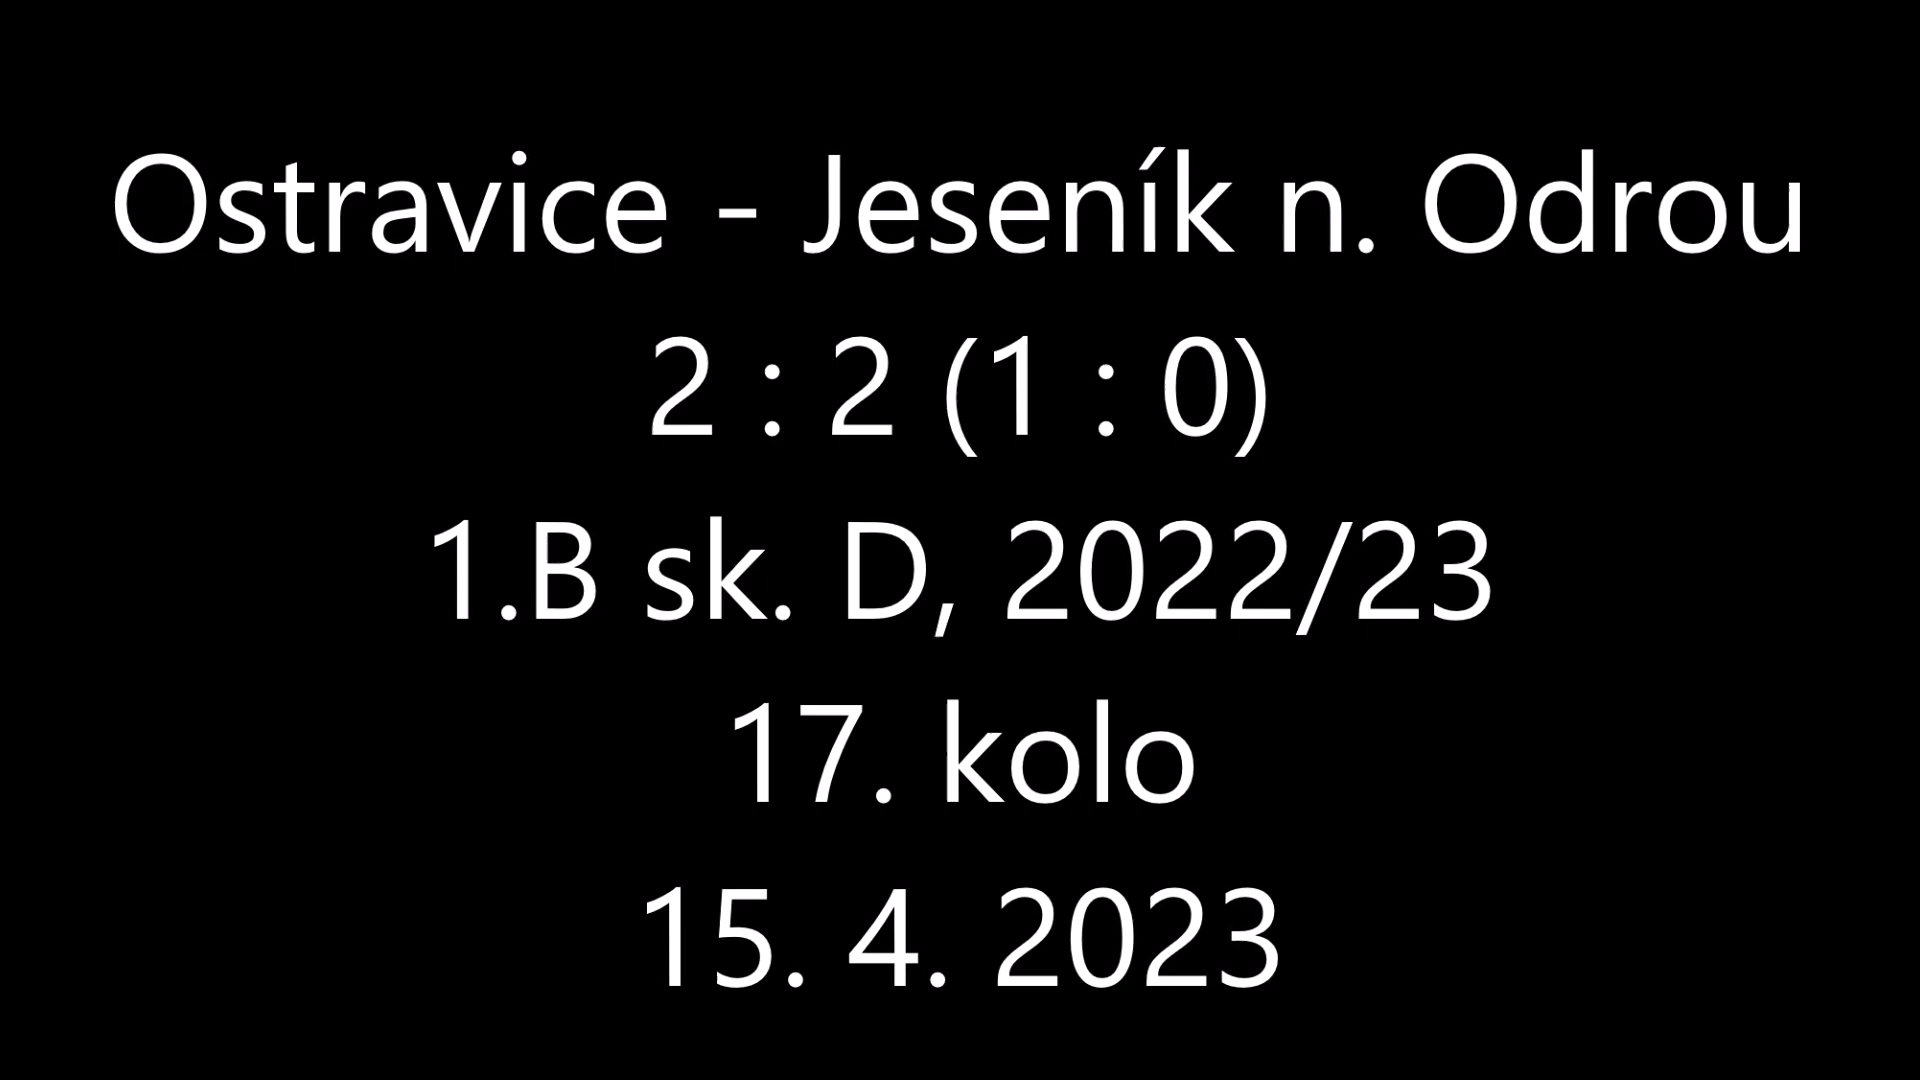 Ostravice - Jeseník n. Odrou
2 : 2 (1 : 0)
1.B sk. D, 2022/23
17. kolo
15. 4. 2023